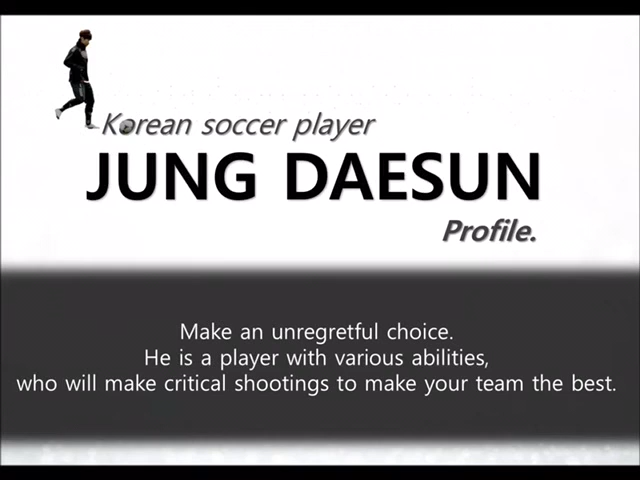 Korean soccer player
JUNG DAESUN
Profile.
Make an unregretful choice.
He is a player with various abilities,
who will make critical shootings to make your team the best.